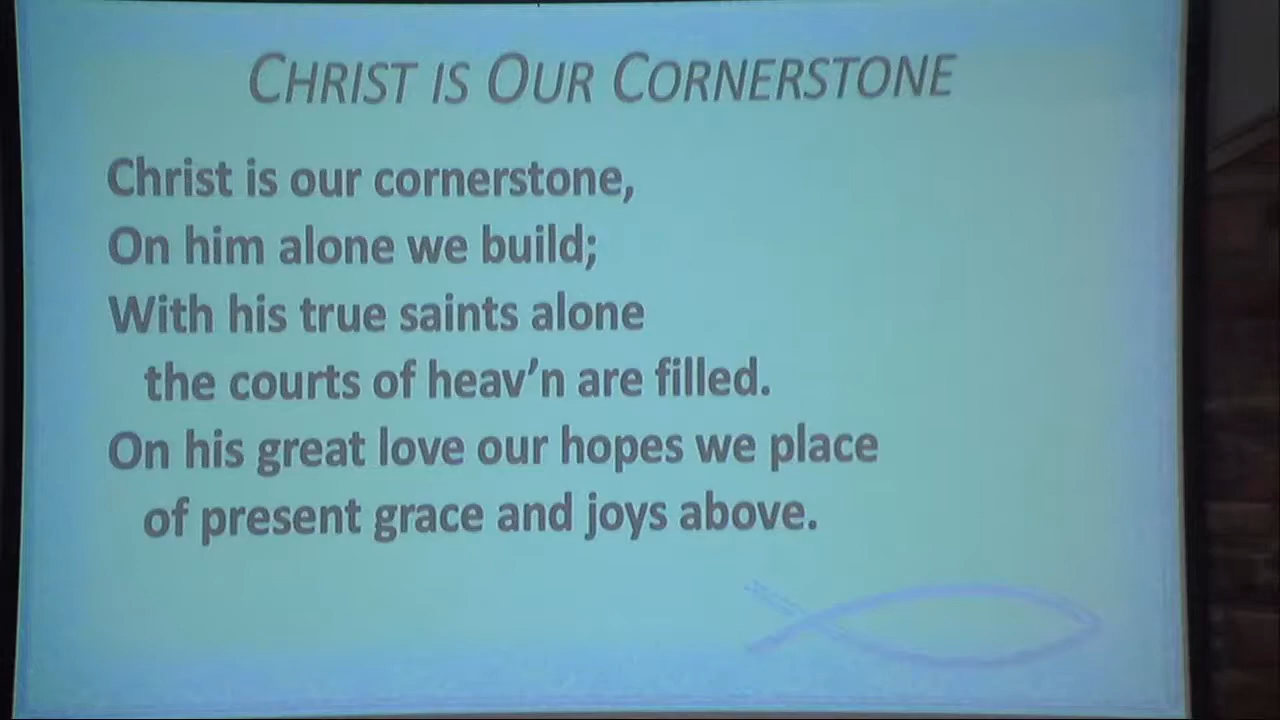 CHRIST IS OUR CORNERSTONE
Christ is our cornerstone,
On him alone we build;
With his true saints alone
the courts of heav’n are filled.
On his great love our hopes we place
of present grace and joys above.